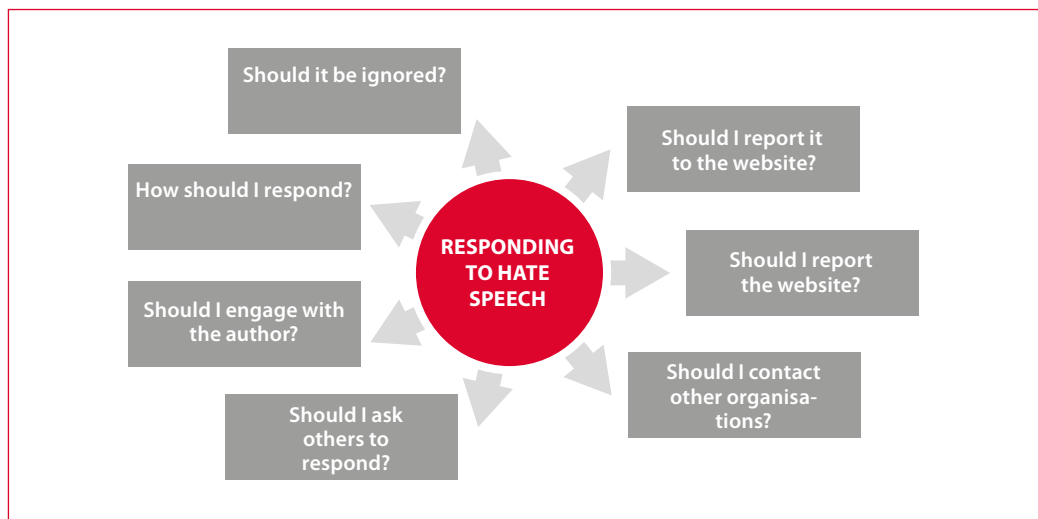 Should it be ignored?
Should I report it
to the website?
How should I respond?
RESPONDING
TO HATE
SPEECH
Should I report
the website?
Should I engage with
the author?
Should I contact
other organisa-
tions?
Should I ask
others to
respond?